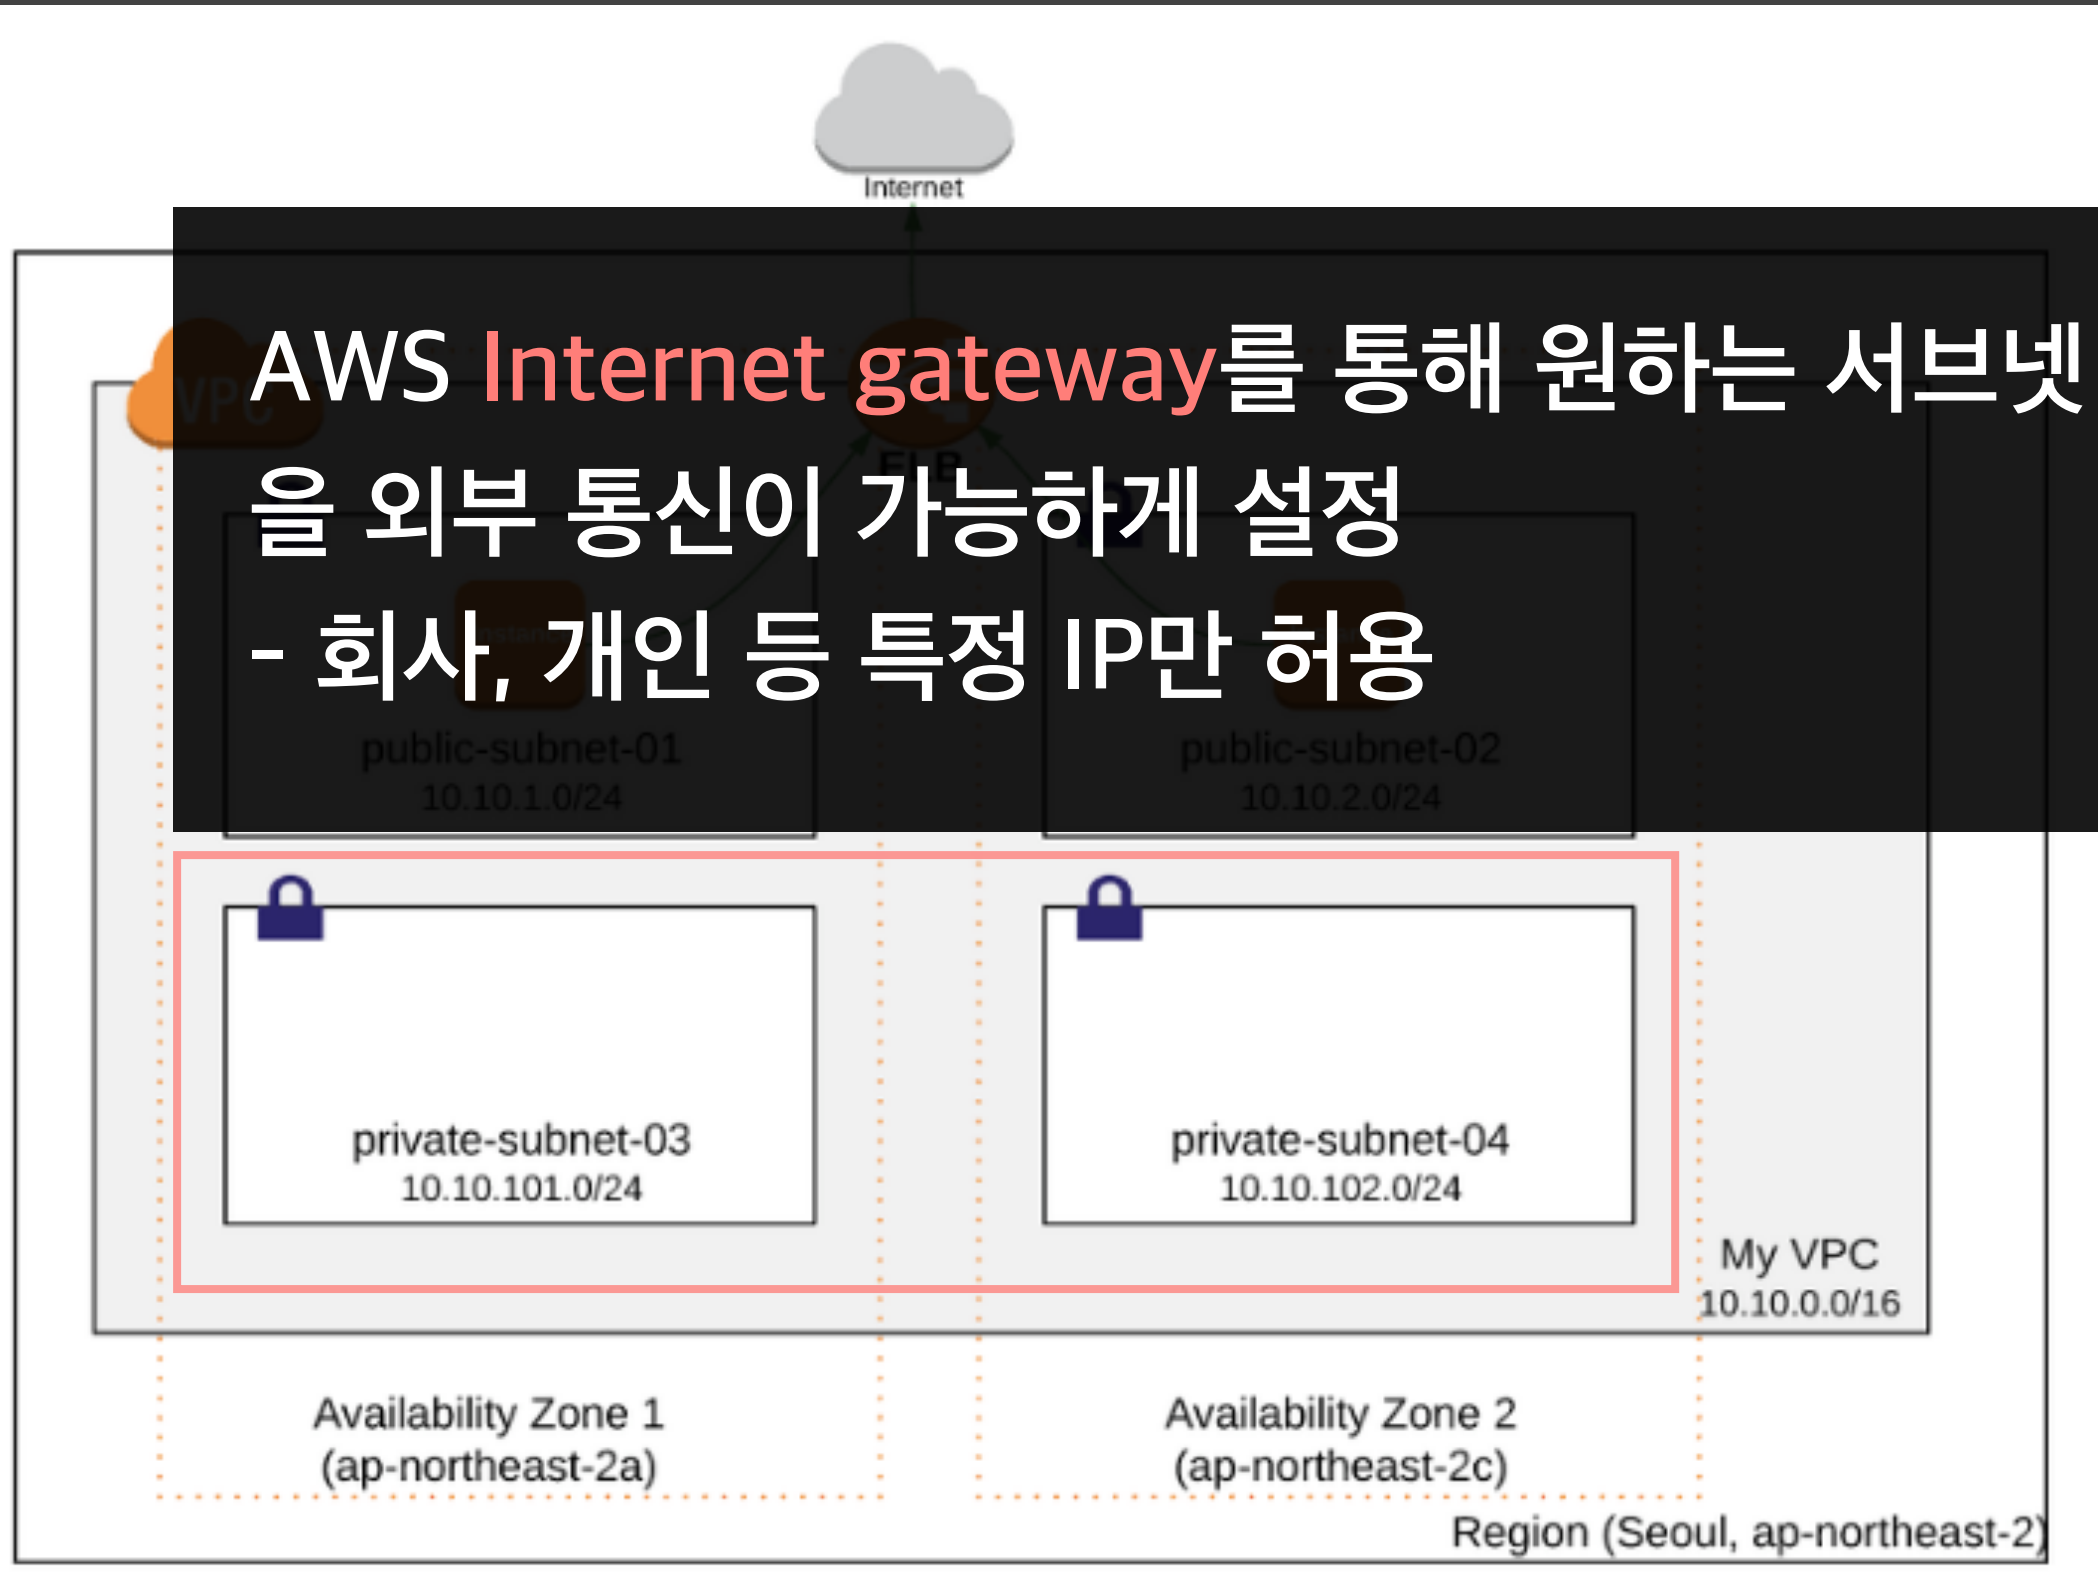 Internet
AWS Internet gateway를 통해 원하는 서브넷
을 외부 통신이 가능하게 설정
- 회사, 개인 등 특정 IP만 허용
VPC
ELB
public-subnet-01
10.10.1.0/24
public-subnet-02
10.10.2.0/24
private-subnet-03
10.10.101.0/24
private-subnet-04
10.10.102.0/24
My VPC
10.10.0.0/16
Availability Zone 1
(ap-northeast-2a)
Availability Zone 2
(ap-northeast-2c)
Region (Seoul, ap-northeast-2)